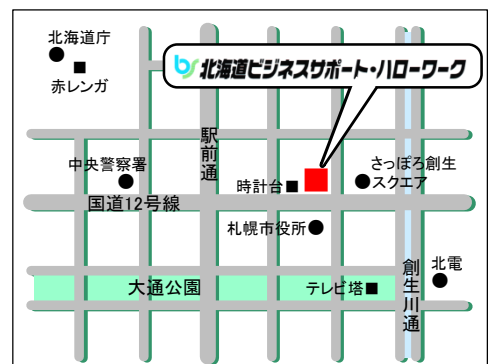 北海道庁
赤レンガ
北海道ビジネスサポート・ハローワーク
駅前通
中央警察署
時計台
さっぽろ創生
スクエア
国道12号線
札幌市役所
大通公園
テレビ塔
創生川通
北電